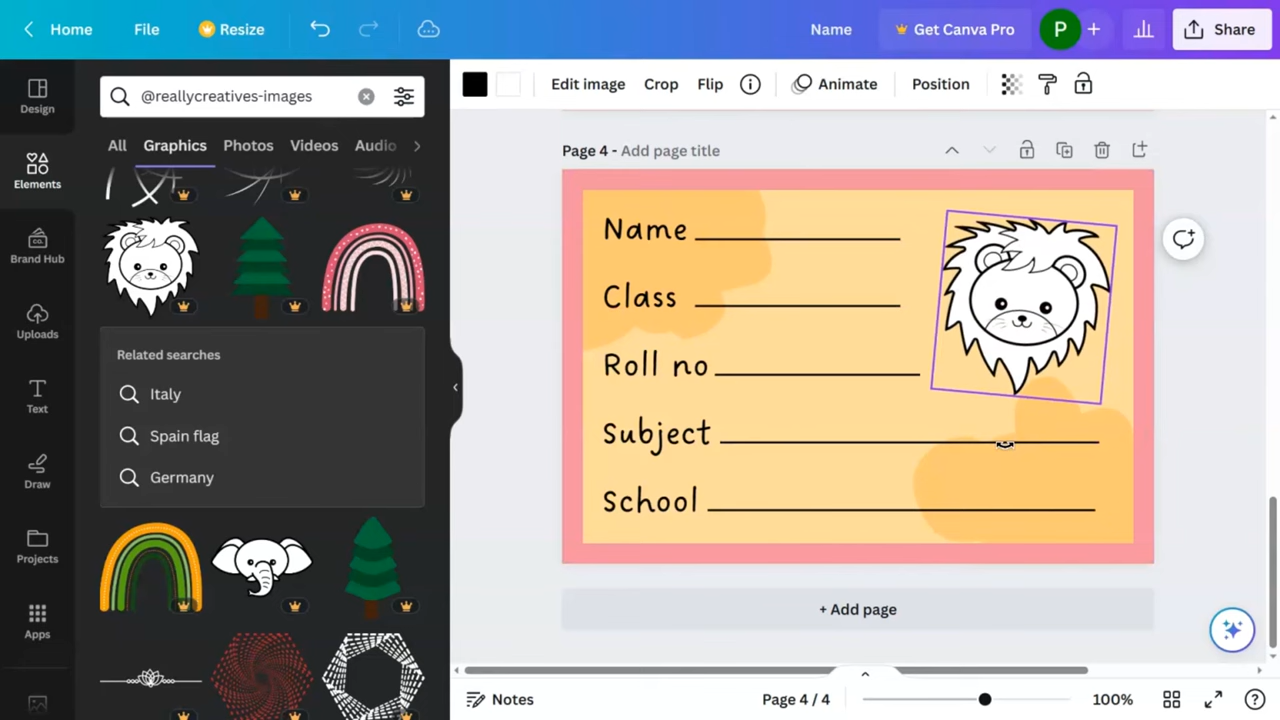 Home File Resize Name Get Canva Pro P + Share
@reallycreatives-images
Edit image Crop Flip Animate Position
Design
Elements
Brand Hub
CO.
Uploads
Text
Draw
Projects
Apps
All Graphics Photos Videos Audio
Related searches
Italy
Spain flag
Germany
Page 4 - Add page title
Name
Class
Roll no
Subject
School
+ Add page
Notes Page 4 / 4 100% ?